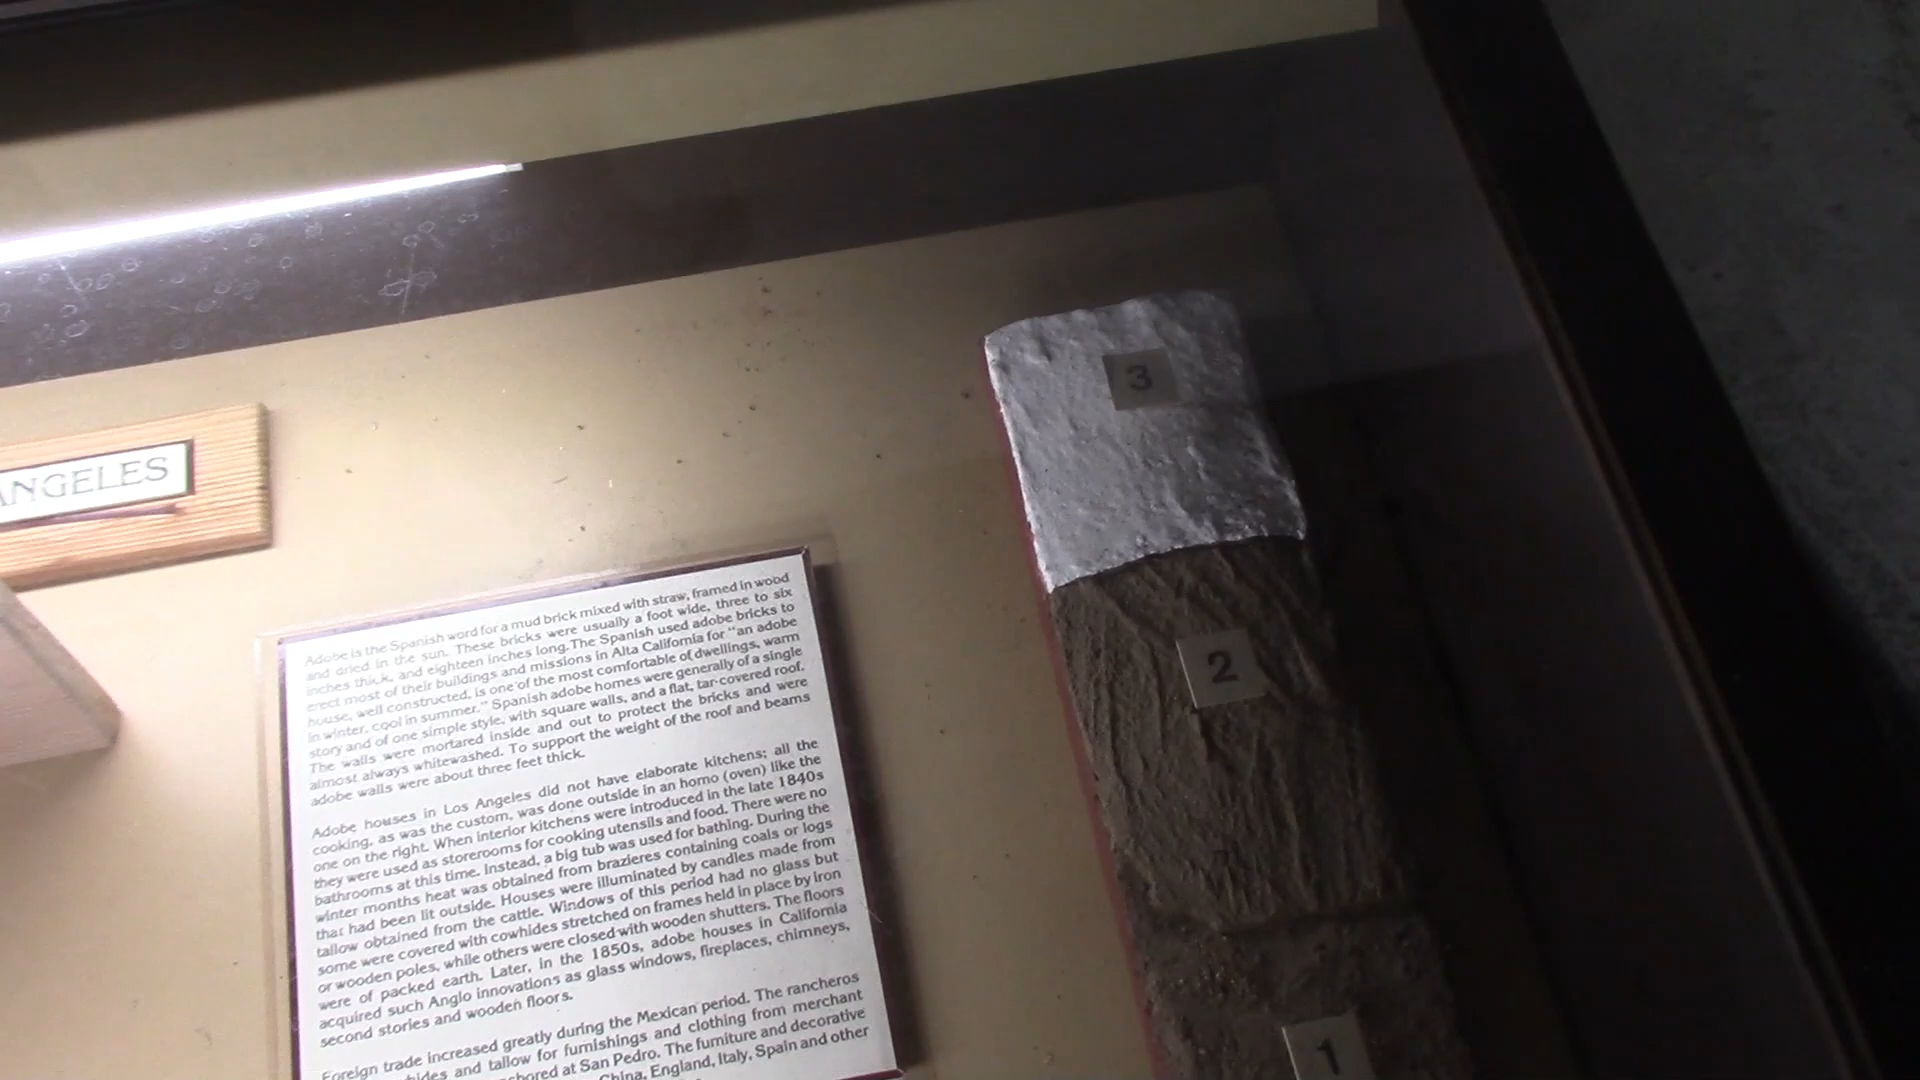 ANGELES
3
2
1
Adobe is the Spanish word for a mud brick mixed with straw, framed in wood
and dried in the sun. These bricks were usually a foot wide, three to six
inches thick, and eighteen inches long. The Spanish used adobe bricks to
erect most of their buildings and missions in Alta California for "an adobe
house, well constructed, is one of the most comfortable of dwellings, warm
in winter, cool in summer." Spanish adobe homes were generally of a single
story and of one simple style, with square walls, and a flat, tar-covered roof.
The walls were mortared inside and out to protect the bricks and were
almost always whitewashed. To support the weight of the roof and beams
adobe walls were about three feet thick.
Adobe houses in Los Angeles did not have elaborate kitchens; all the
cooking, as was the custom, was done outside in an horno (oven) like the
one on the right. When interior kitchens were introduced in the late 1840s
they were used as storerooms for cooking utensils and food. There were no
bathrooms at this time. Instead, a big tub was used for bathing. During the
winter months heat was obtained from brazieres containing coals or logs
that had been lit outside. Houses were illuminated by candles made from
tallow obtained from the cattle. Windows of this period had no glass but
some were covered with cowhides stretched on frames held in place by iron
or wooden poles, while others were closed with wooden shutters. The floors
were of packed earth. Later, in the 1850s, adobe houses in California
acquired such Anglo innovations as glass windows, fireplaces, chimneys,
second stories and wooden floors.
Foreign trade increased greatly during the Mexican period. The rancheros
hides and tallow for furnishings and clothing from merchant
at San Pedro. The furniture and decorative
China, England, Italy, Spain and other